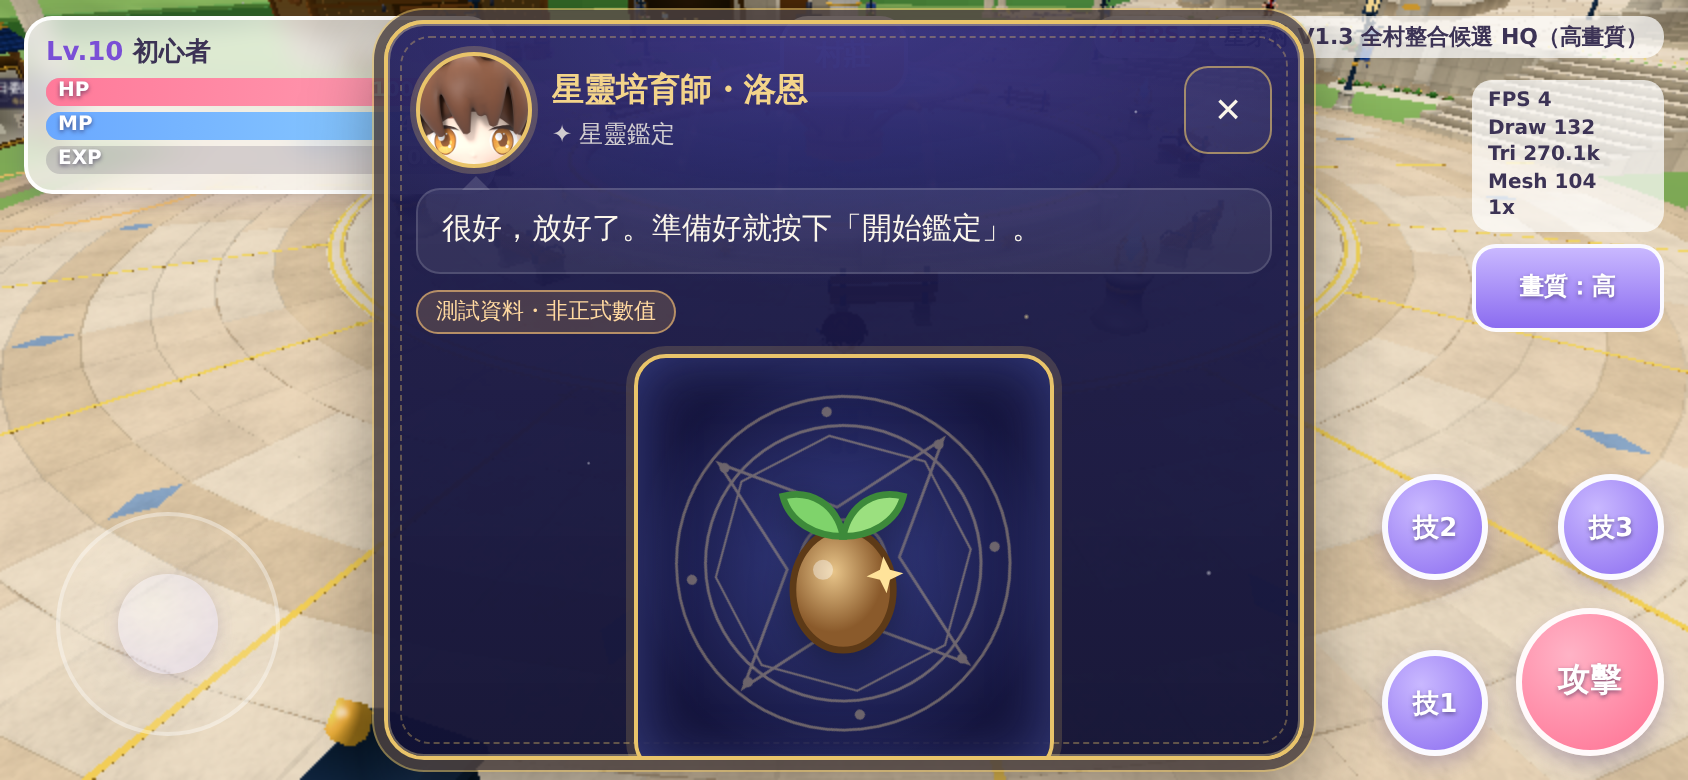 Lv.10 初心者
HP
MP
EXP
星靈培育師・洛恩
✦ 星靈鑑定
×
很好，放好了。準備好就按下「開始鑑定」。
測試資料・非正式數值
V1.3 全村整合候選 HQ（高畫質）
FPS 4
Draw 132
Tri 270.1k
Mesh 104
1x
畫質：高
技2
技3
技1
攻擊